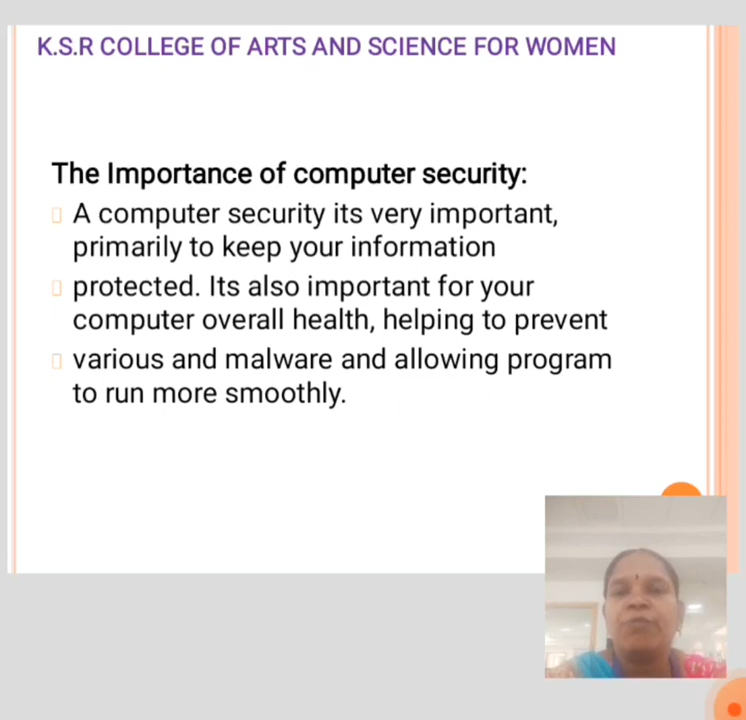 K.S.R COLLEGE OF ARTS AND SCIENCE FOR WOMEN
The Importance of computer security:
A computer security its very important,
primarily to keep your information
protected. Its also important for your
computer overall health, helping to prevent
various and malware and allowing program
to run more smoothly.